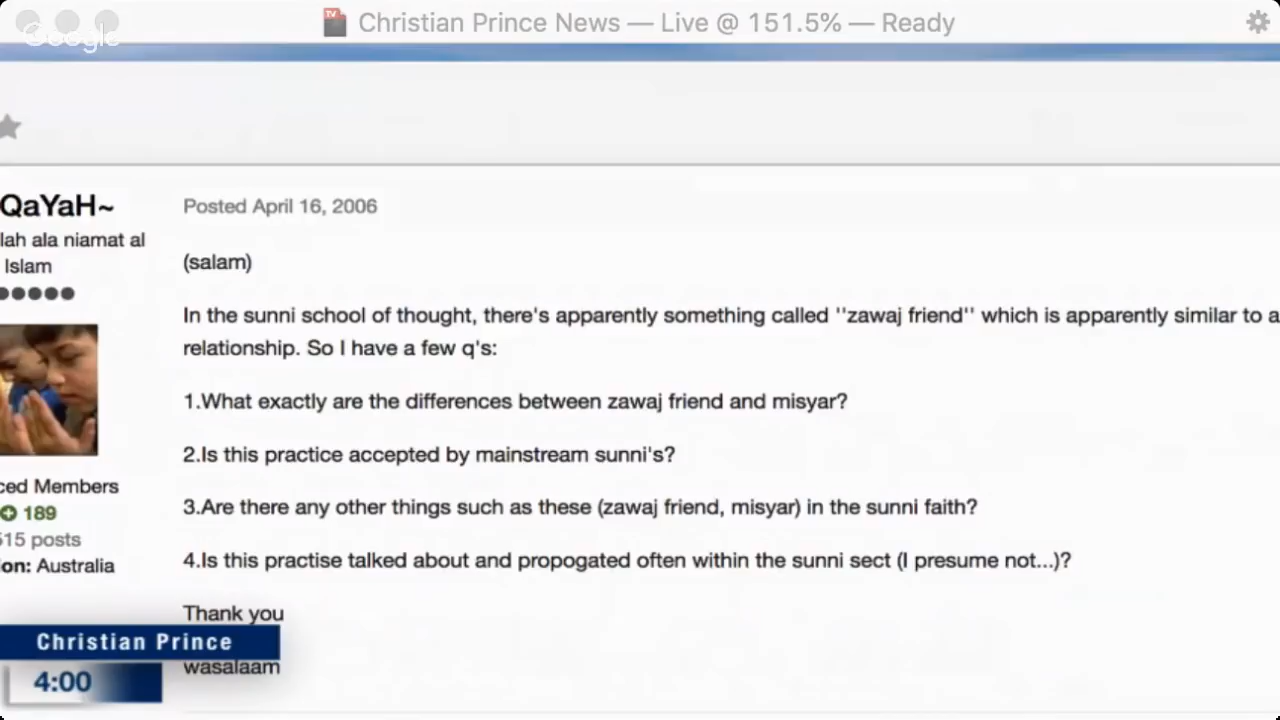 Google
Christian Prince News — Live @ 151.5% — Ready
QaYaH~
lah ala niamat al
Islam
Posted April 16, 2006
(salam)
In the sunni school of thought, there's apparently something called ''zawaj friend'' which is apparently similar to a
relationship. So I have a few q's:
1.What exactly are the differences between zawaj friend and misyar?
2.Is this practice accepted by mainstream sunni's?
3.Are there any other things such as these (zawaj friend, misyar) in the sunni faith?
4.Is this practise talked about and propogated often within the sunni sect (I presume not...)?
Thank you
wasalaam
ced Members
189
515 posts
on: Australia
Christian Prince
4:00